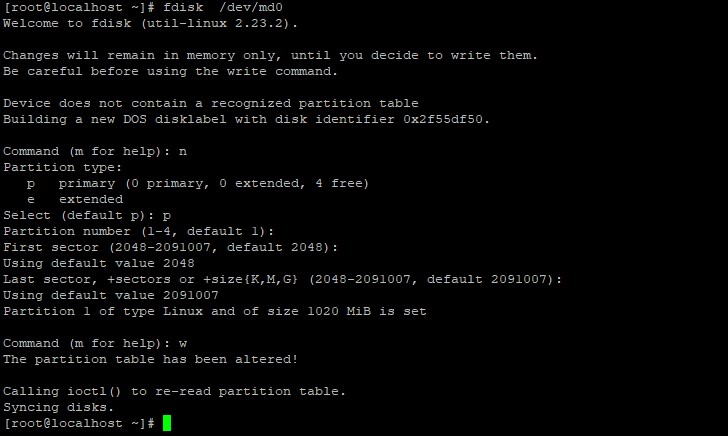 [root@localhost ~]# fdisk  /dev/md0
Welcome to fdisk (util-linux 2.23.2).

Changes will remain in memory only, until you decide to write them.
Be careful before using the write command.

Device does not contain a recognized partition table
Building a new DOS disklabel with disk identifier 0x2f55df50.

Command (m for help): n
Partition type:
   p   primary (0 primary, 0 extended, 4 free)
   e   extended
Select (default p): p
Partition number (1-4, default 1):
First sector (2048-2091007, default 2048):
Using default value 2048
Last sector, +sectors or +size{K,M,G} (2048-2091007, default 2091007):
Using default value 2091007
Partition 1 of type Linux and of size 1020 MiB is set

Command (m for help): w
The partition table has been altered!

Calling ioctl() to re-read partition table.
Syncing disks.
[root@localhost ~]#